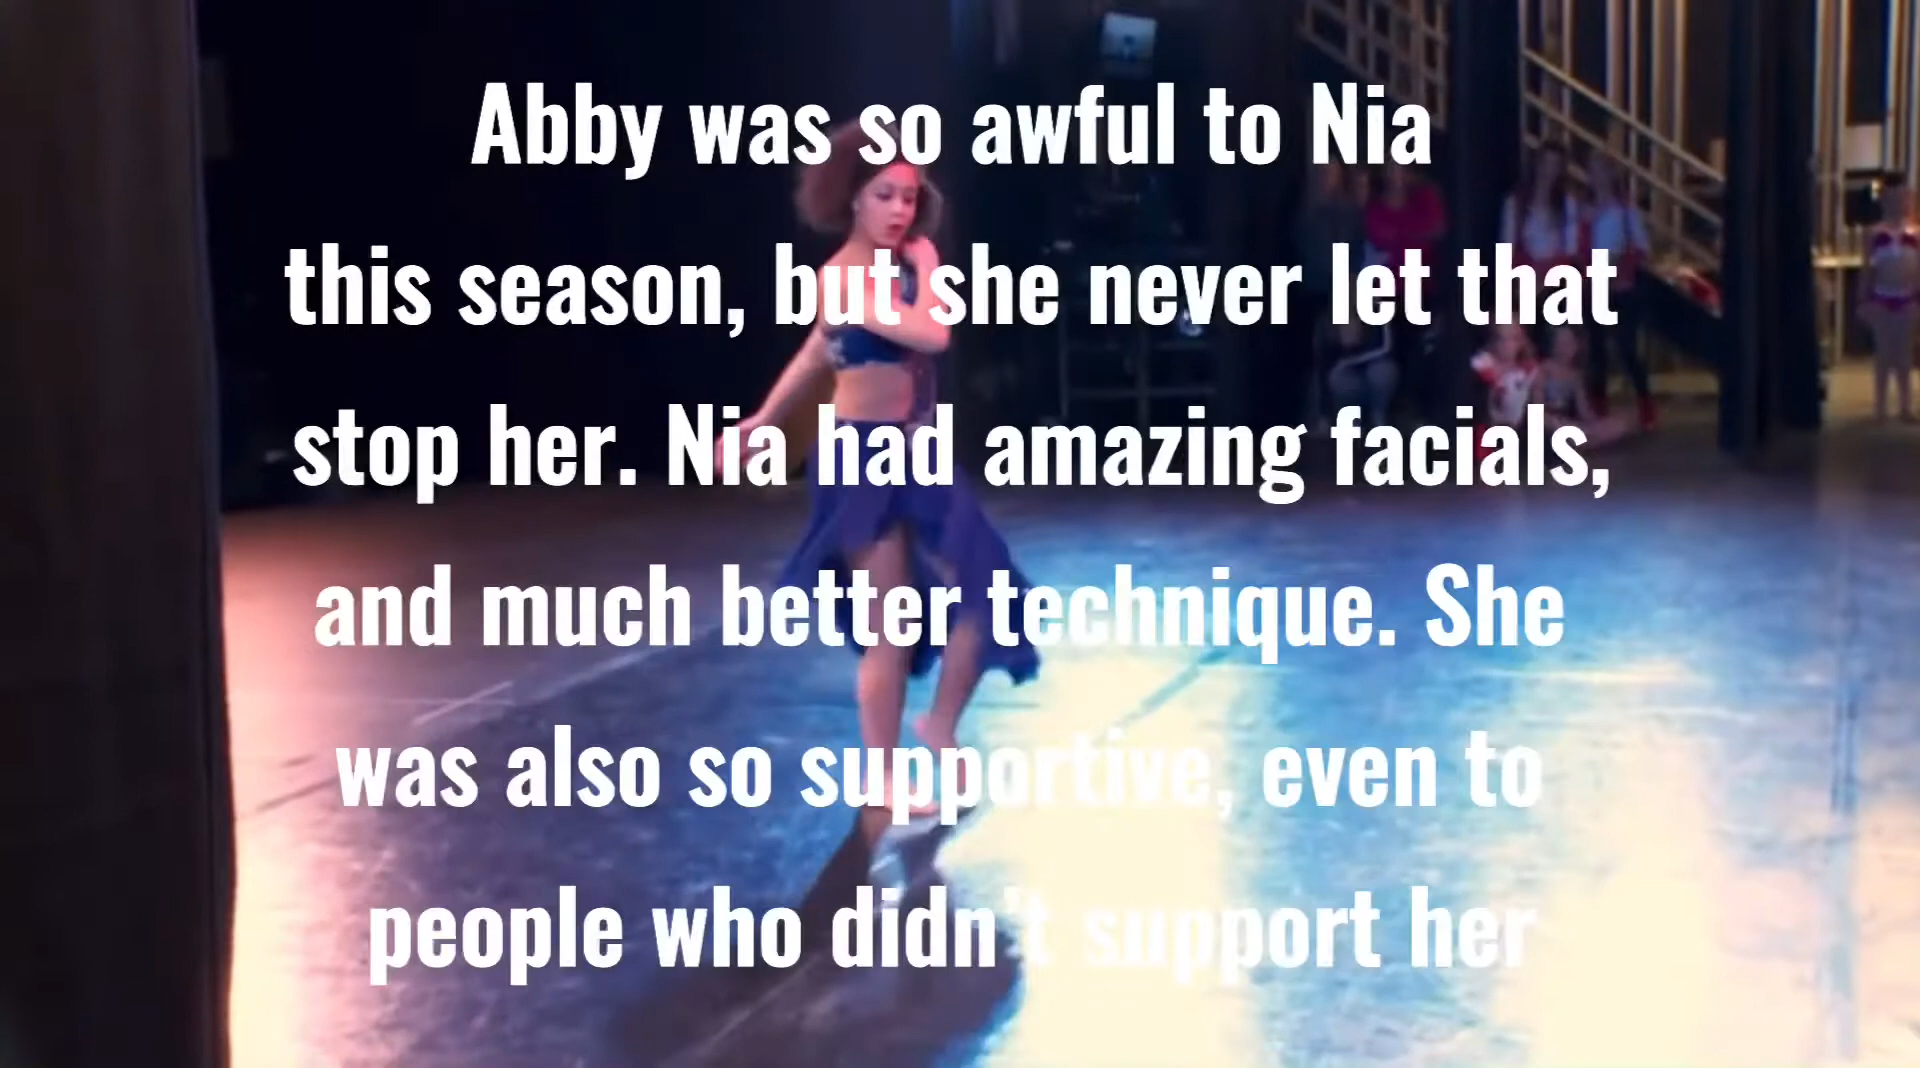 Abby was so awful to Nia
this season, but she never let that
stop her. Nia had amazing facials,
and much better technique. She
was also so supportive, even to
people who didn't support her